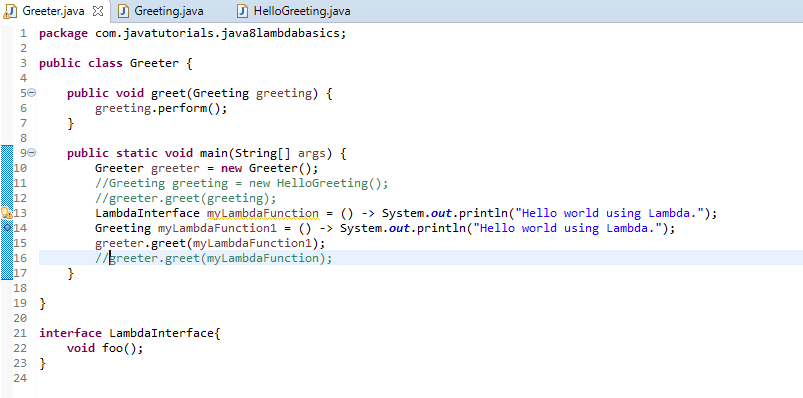 Greeter.java Greeting.java HelloGreeting.java
1 package com.javatutorials.java8lambdabasics;
2
3 public class Greeter {
4
5 public void greet(Greeting greeting) {
6 greeting.perform();
7 }
8
9 public static void main(String[] args) {
10 Greeter greeter = new Greeter();
11 //Greeting greeting = new HelloGreeting();
12 //greeter.greet(greeting);
13 LambdaInterface myLambdaFunction = () -> System.out.println("Hello world using Lambda.");
14 Greeting myLambdaFunction1 = () -> System.out.println("Hello world using Lambda.");
15 greeter.greet(myLambdaFunction1);
16 //greeter.greet(myLambdaFunction);
17 }
18
19 }
20
21 interface LambdaInterface{
22 void foo();
23 }
24